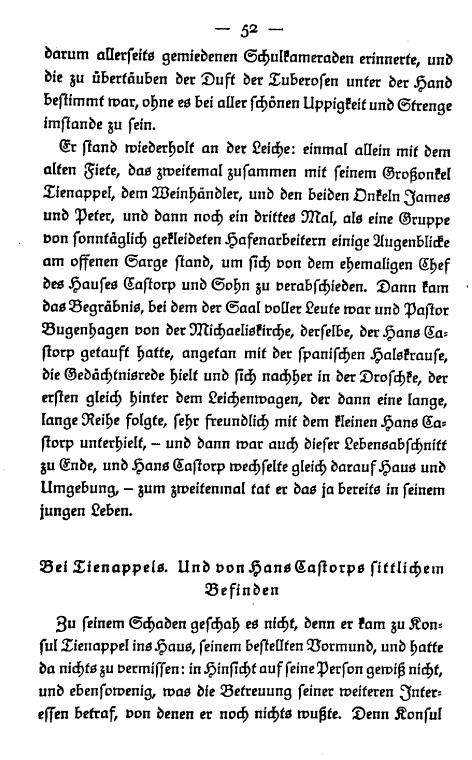 — 52 —
darum allerseits gemiedenen Schulkameraden erinnerte, und
die zu übertäuben der Duft der Tuberosen unter der Hand
bestimmt war, ohne es bei aller schönen Üppigkeit und Strenge
imstande zu sein.
Er stand wiederholt an der Leiche: einmal allein mit dem
alten Fiete, das zweitemal zusammen mit seinem Großonkel
Tienappel, dem Weinhändler, und den beiden Onkeln James
und Peter, und dann noch ein drittes Mal, als eine Gruppe
von sonntäglich gekleideten Hafenarbeitern einige Augenblicke
am offenen Sarge stand, um sich von dem ehemaligen Chef
des Hauses Castorp und Sohn zu verabschieden. Dann kam
das Begräbnis, bei dem der Saal voller Leute war und Pastor
Bugenhagen von der Michaeliskirche, derselbe, der Hans Ca-
storp getauft hatte, angetan mit der spanischen Halskrause,
die Gedächtnisrede hielt und sich nachher in der Droschke, der
ersten gleich hinter dem Leichenwagen, der dann eine lange,
lange Reihe folgte, sehr freundlich mit dem kleinen Hans Ca-
storp unterhielt, – und dann war auch dieser Lebensabschnitt
zu Ende, und Hans Castorp wechselte gleich darauf Haus und
Umgebung, – zum zweitenmal tat er das ja bereits in seinem
jungen Leben.
Bei Tienappels. Und von Hans Castorps sittlichem
Befinden
Zu seinem Schaden geschah es nicht, denn er kam zu Kon-
sul Tienappel ins Haus, seinem bestellten Vormund, und hatte
da nichts zu vermissen: in Hinsicht auf seine Person gewiß nicht,
und ebensowenig, was die Betreuung seiner weiteren Inter-
essen betraf, von denen er noch nichts wußte. Denn Konsul